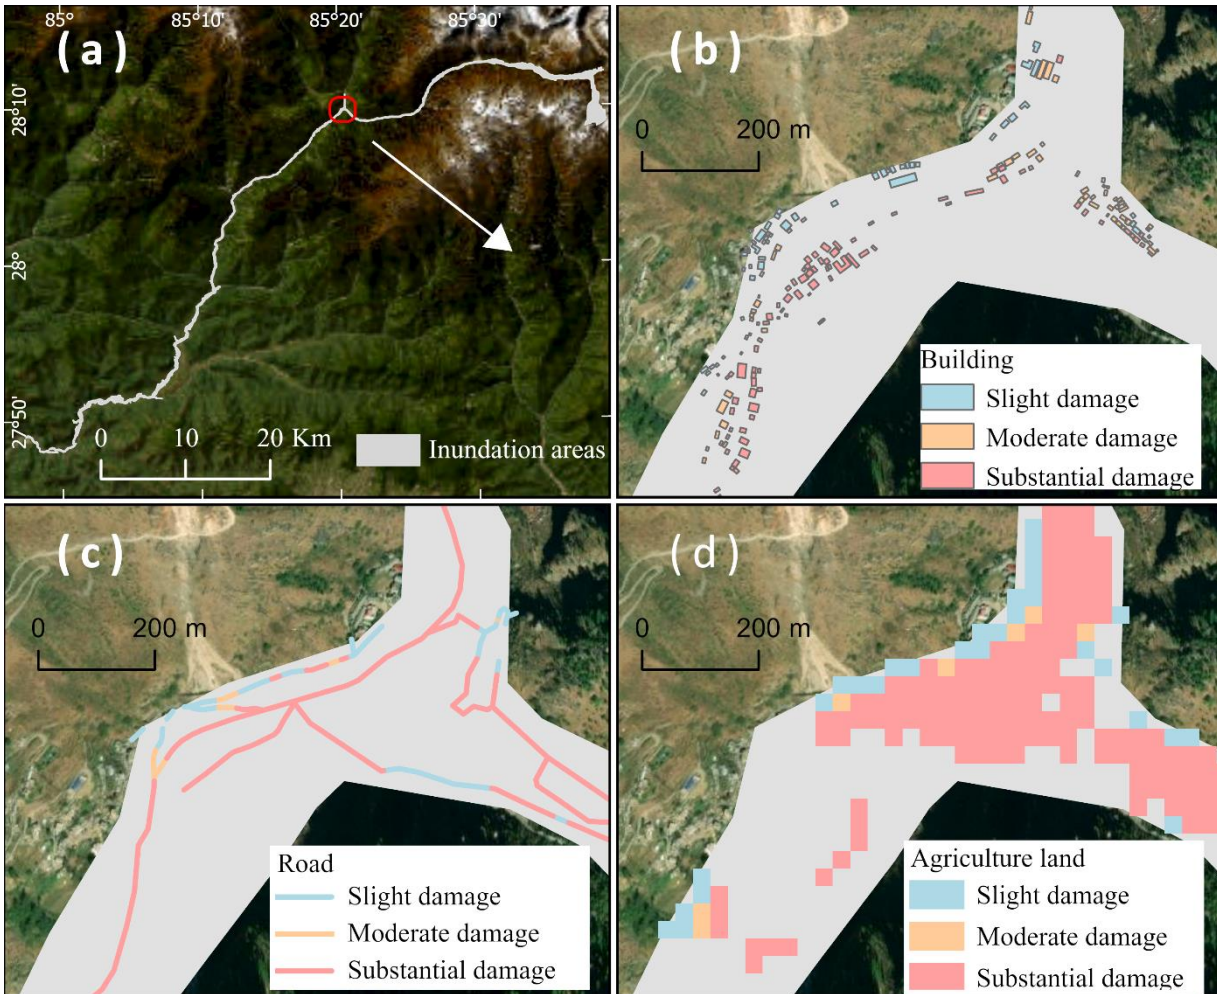 85° 85°10' 85°20' 85°30'
(a)
28°10'
28°
27°50'
0 10 20 Km
Inundation areas
(b)
0 200 m
Building
Slight damage
Moderate damage
Substantial damage
(c)
0 200 m
Road
Slight damage
Moderate damage
Substantial damage
(d)
0 200 m
Agriculture land
Slight damage
Moderate damage
Substantial damage